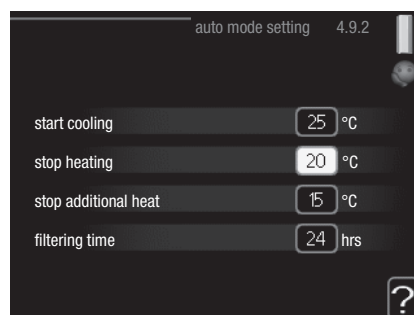 auto mode setting 4.9.2
start cooling 25 °C
stop heating 20 °C
stop additional heat 15 °C
filtering time 24 hrs
?